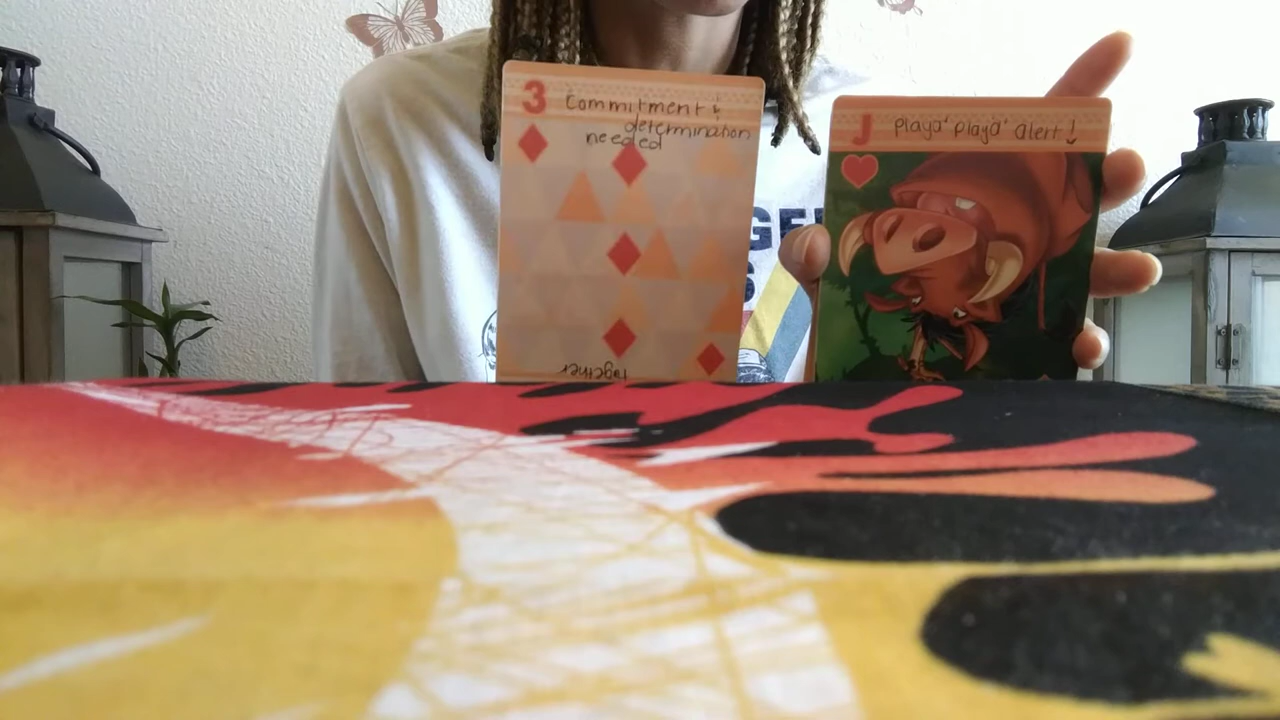 3 Commitment!
determination
needed
together
J Playa' playa' alert!